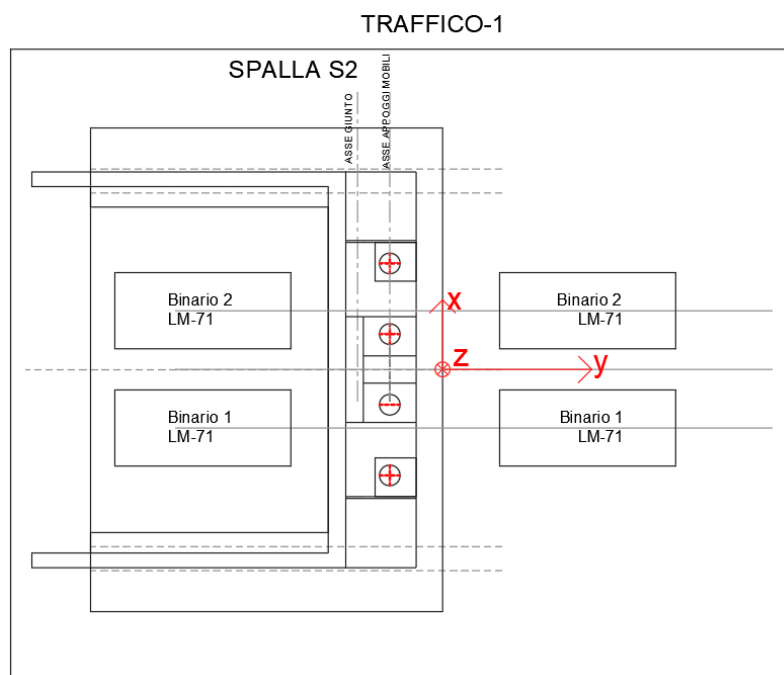 TRAFFICO-1
SPALLA S2
ASSE GIUNTO
ASSE APPOGGI MOBILI
Binario 2
LM-71
Binario 2
LM-71
X
Z
y
Binario 1
LM-71
Binario 1
LM-71